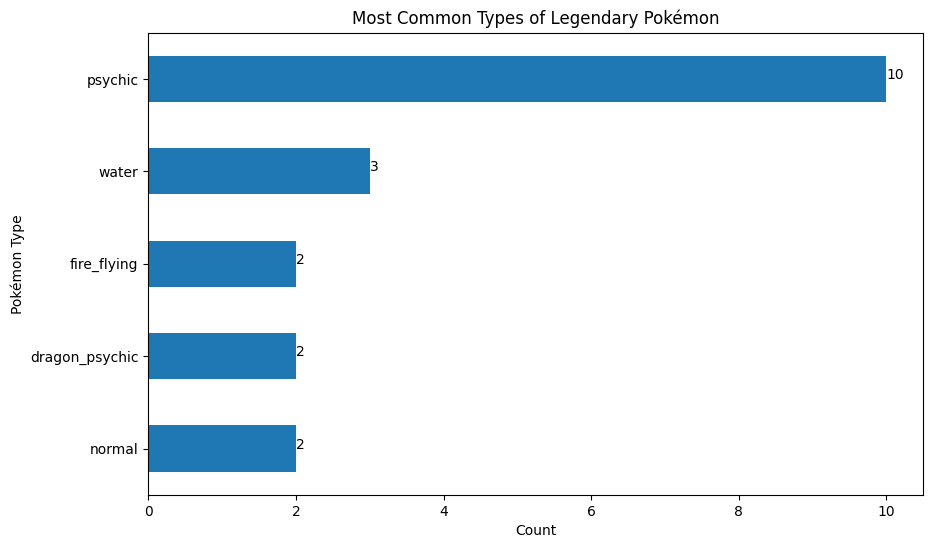 Most Common Types of Legendary Pokémon
psychic
10
water
3
fire_flying
2
dragon_psychic
2
normal
2
Pokémon Type
0 2 4 6 8 10
Count